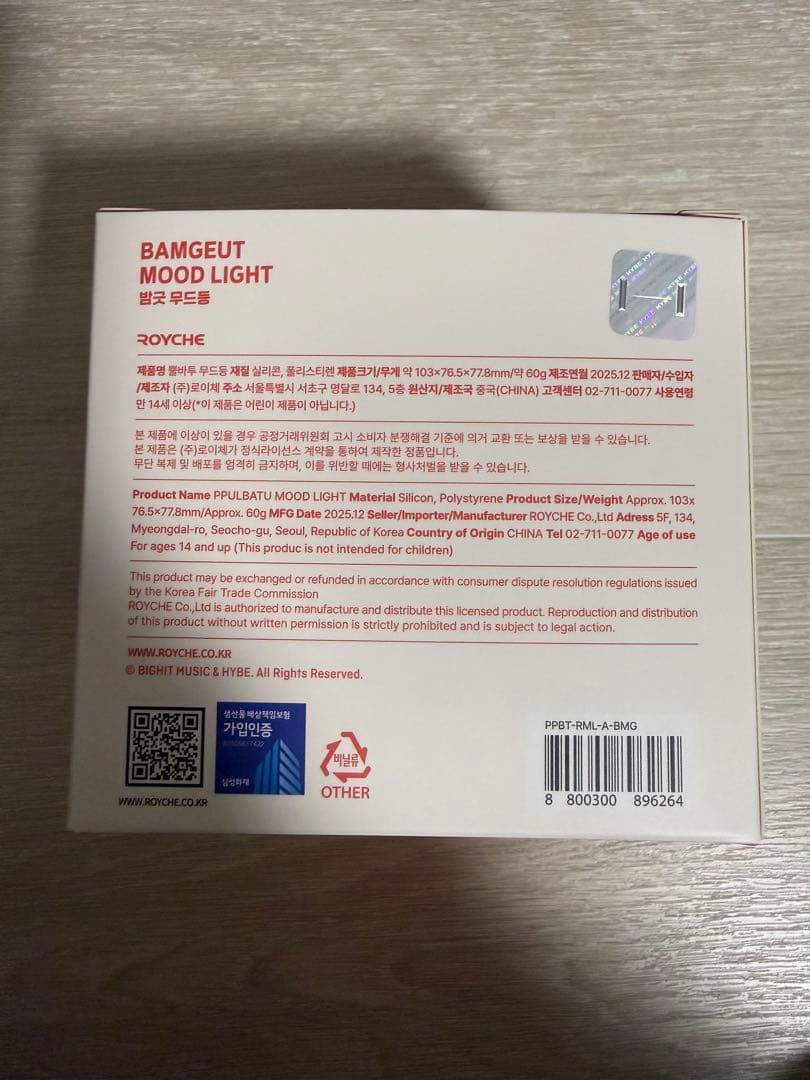 BAMGEUT
MOOD LIGHT
밤굿 무드등
ROYCHE
제품명 뿔바투 무드등 재질 실리콘, 폴리스티렌 제품크기/무게 약 103×76.5×77.8mm/약 60g 제조연월 2025.12 판매자/수입자
/제조자 (주)로이체 주소 서울특별시 서초구 명달로 134, 5층 원산지/제조국 중국(CHINA) 고객센터 02-711-0077 사용연령
만 14세 이상(*이 제품은 어린이 제품이 아닙니다.)
본 제품에 이상이 있을 경우 공정거래위원회 고시 소비자 분쟁해결 기준에 의거 교환 또는 보상을 받을 수 있습니다.
본 제품은 (주)로이체가 정식라이선스 계약을 통하여 제작한 정품입니다.
무단 복제 및 배포를 엄격히 금지하며, 이를 위반할 때에는 형사처벌을 받을 수 있습니다.
Product Name PPULBATU MOOD LIGHT Material Silicon, Polystyrene Product Size/Weight Approx. 103x
76.5×77.8mm/Approx. 60g MFG Date 2025.12 Seller/Importer/Manufacturer ROYCHE Co.,Ltd Adress 5F, 134,
Myeongdal-ro, Seocho-gu, Seoul, Republic of Korea Country of Origin CHINA Tel 02-711-0077 Age of use
For ages 14 and up (This produc is not intended for children)
This product may be exchanged or refunded in accordance with consumer dispute resolution regulations issued
by the Korea Fair Trade Commission
ROYCHE Co.,Ltd is authorized to manufacture and distribute this licensed product. Reproduction and distribution
of this product without written permission is strictly prohibited and is subject to legal action.
WWW.ROYCHE.CO.KR
© BIGHIT MUSIC & HYBE. All Rights Reserved.
WWW.ROYCHE.CO.KR
생산물 배상책임보험
가입인증
삼성화재
비닐류
OTHER
PPBT-RML-A-BMG
8 800300 896264
HYBE HYBE